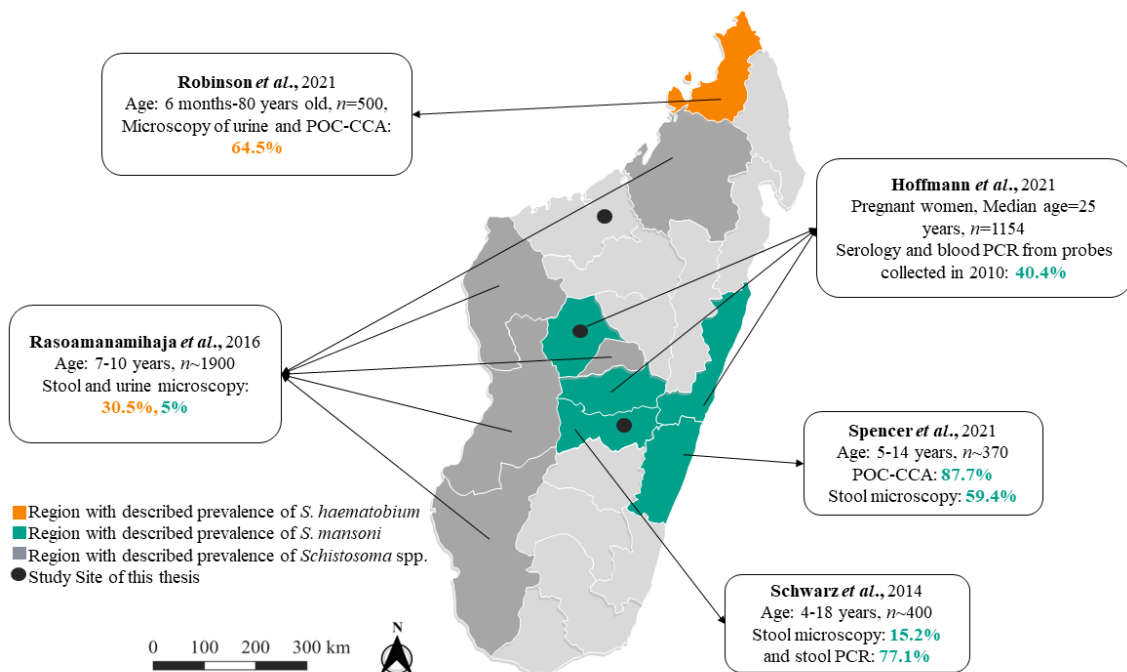 Robinson et al., 2021
Age: 6 months-80 years old, n=500,
Microscopy of urine and POC-CCA:
64.5%
Hoffmann et al., 2021
Pregnant women, Median age=25
years, n=1154
Serology and blood PCR from probes
collected in 2010: 40.4%
Rasoamanamihaja et al., 2016
Age: 7-10 years, n~1900
Stool and urine microscopy:
30.5%, 5%
Spencer et al., 2021
Age: 5-14 years, n~370
POC-CCA: 87.7%
Stool microscopy: 59.4%
Region with described prevalence of S. haematobium
Region with described prevalence of S. mansoni
Region with described prevalence of Schistosoma spp.
Study Site of this thesis
Schwarz et al., 2014
Age: 4-18 years, n~400
Stool microscopy: 15.2%
and stool PCR: 77.1%
0 100 200 300 km
N